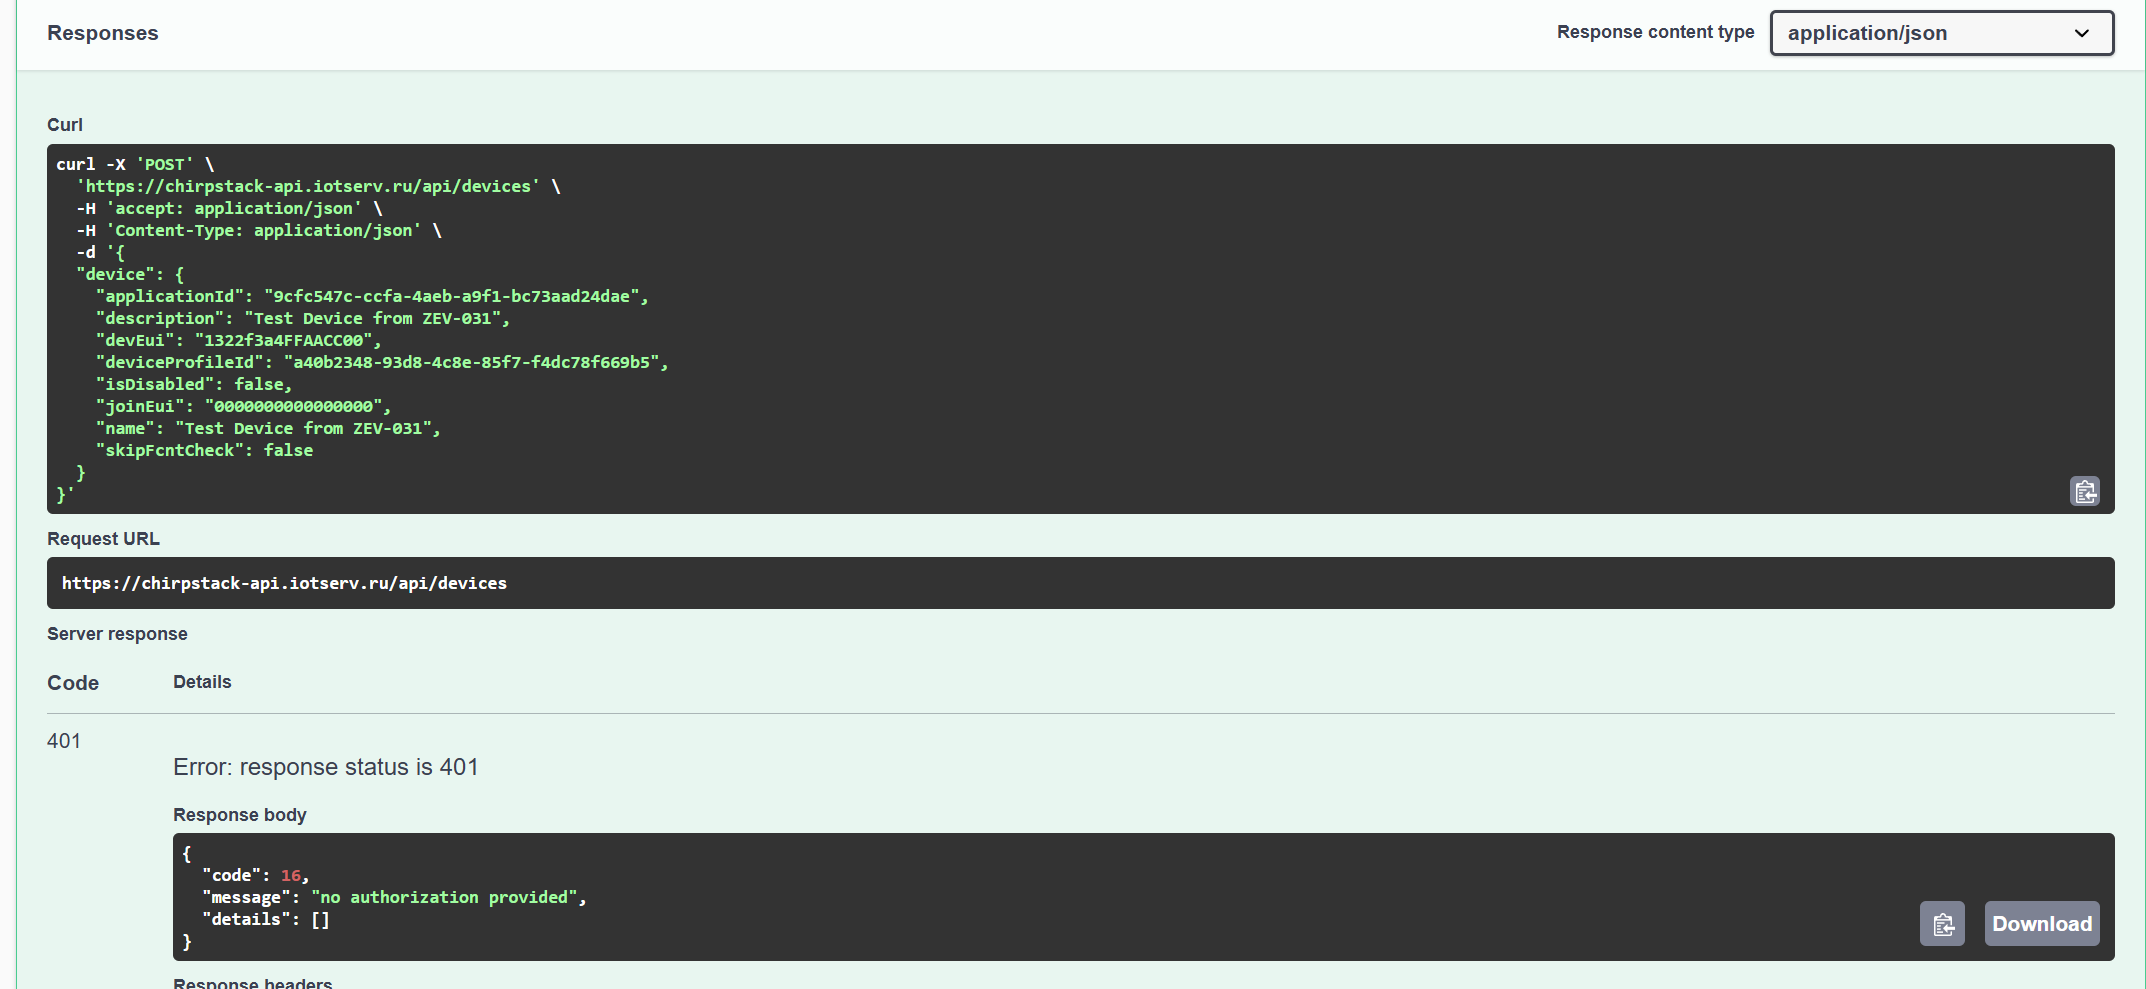 Responses
Response content type
application/json
Curl
curl -X 'POST' \
'https://chirpstack-api.iotserv.ru/api/devices' \
-H 'accept: application/json' \
-H 'Content-Type: application/json' \
-d '{
"device": {
"applicationId": "9cfc547c-ccfa-4aeb-a9f1-bc73aad24dae",
"description": "Test Device from ZEV-031",
"devEui": "1322f3a4FFAACC00",
"deviceProfileId": "a40b2348-93d8-4c8e-85f7-f4dc78f669b5",
"isDisabled": false,
"joinEui": "0000000000000000",
"name": "Test Device from ZEV-031",
"skipFcntCheck": false
}
}'
Request URL
https://chirpstack-api.iotserv.ru/api/devices
Server response
Code
Details
401
Error: response status is 401
Response body
{
"code": 16,
"message": "no authorization provided",
"details": []
}
Download
Response headers